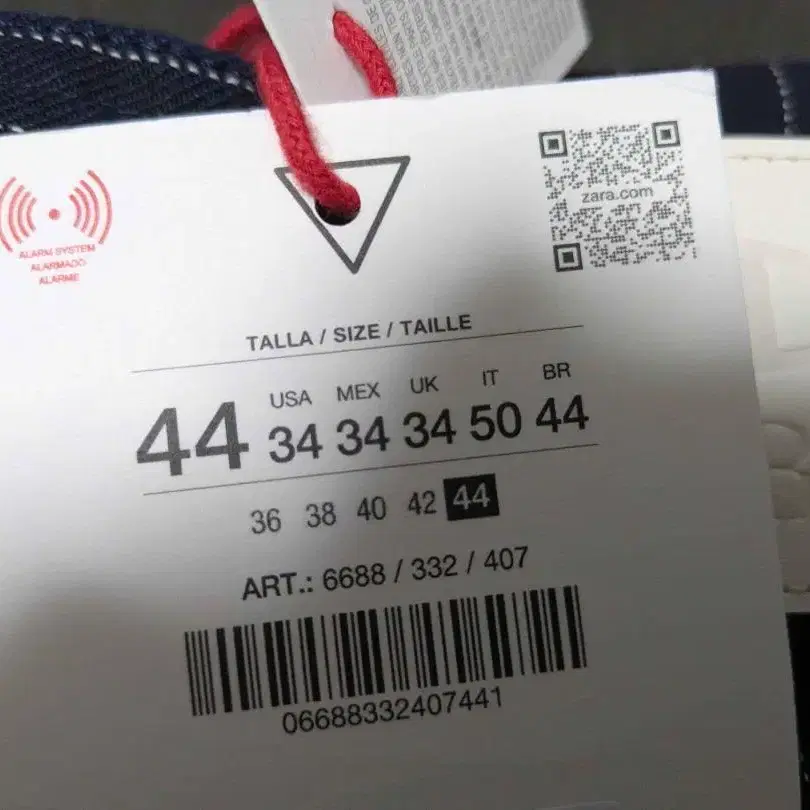 zara.com
ALARM SYSTEM
ALARMADO
ALARME
TALLA / SIZE / TAILLE
USA MEX UK IT BR
44 34 34 34 50 44
36 38 40 42 44
ART.: 6688 / 332 / 407
06688332407441